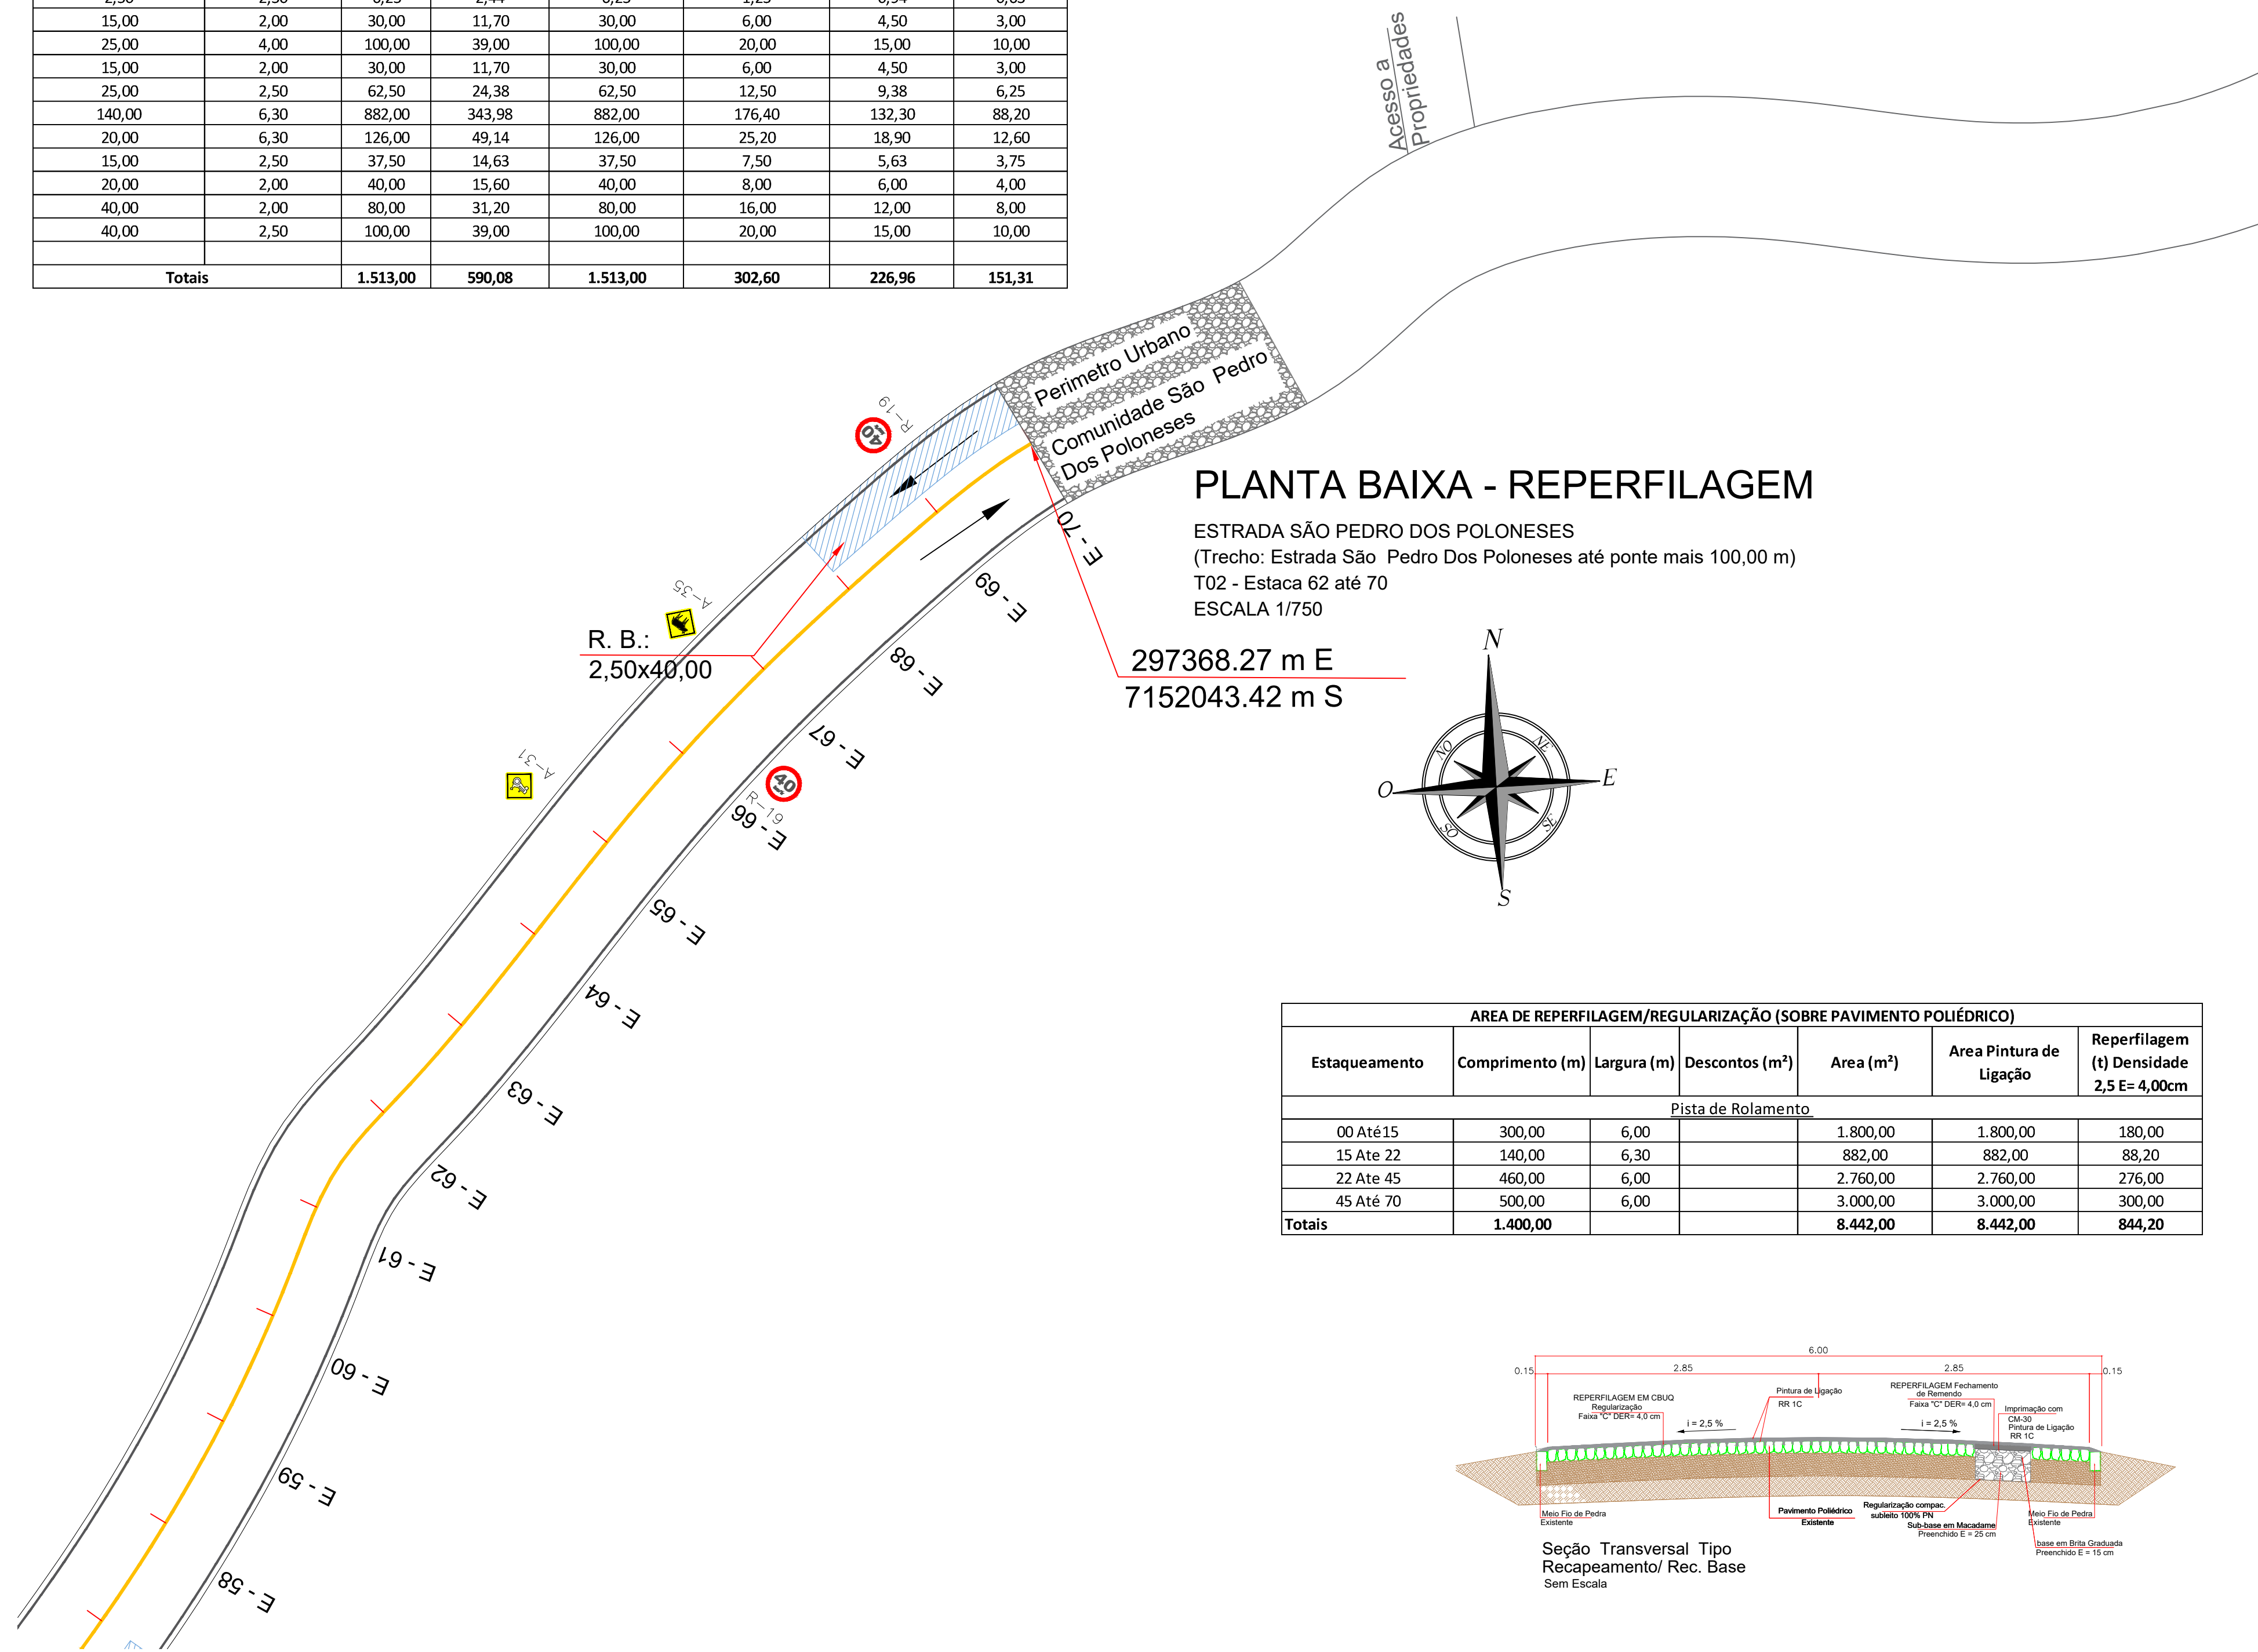 15,00 2,00 30,00 11,70 30,00 6,00 4,50 3,00
25,00 4,00 100,00 39,00 100,00 20,00 15,00 10,00
15,00 2,00 30,00 11,70 30,00 6,00 4,50 3,00
25,00 2,50 62,50 24,38 62,50 12,50 9,38 6,25
140,00 6,30 882,00 343,98 882,00 176,40 132,30 88,20
20,00 6,30 126,00 49,14 126,00 25,20 18,90 12,60
15,00 2,50 37,50 14,63 37,50 7,50 5,63 3,75
20,00 2,00 40,00 15,60 40,00 8,00 6,00 4,00
40,00 2,00 80,00 31,20 80,00 16,00 12,00 8,00
40,00 2,50 100,00 39,00 100,00 20,00 15,00 10,00
Totais 1.513,00 590,08 1.513,00 302,60 226,96 151,31
Acesso a
Propriedades
Perimetro Urbano
Comunidade São Pedro
Dos Poloneses
R-19
40
PLANTA BAIXA - REPERFILAGEM
ESTRADA SÃO PEDRO DOS POLONESES
(Trecho: Estrada São Pedro Dos Poloneses até ponte mais 100,00 m)
T02 - Estaca 62 até 70
ESCALA 1/750
E - 70
E - 69
A-35
R. B.:
2,50x40,00
297368.27 m E
7152043.42 m S
E - 68
E - 67
A-31
40
R-19
E - 66
E - 65
E - 64
E - 63
E - 62
E - 61
E - 60
E - 59
E - 58
N
NO
NE
O
E
SO
SE
S
AREA DE REPERFILAGEM/REGULARIZAÇÃO (SOBRE PAVIMENTO POLIÉDRICO)
Estaqueamento Comprimento (m) Largura (m) Descontos (m²) Area (m²) Area Pintura de Ligação Reperfilagem (t) Densidade 2,5 E= 4,00cm
Pista de Rolamento
00 Até15 300,00 6,00 1.800,00 1.800,00 180,00
15 Ate 22 140,00 6,30 882,00 882,00 88,20
22 Ate 45 460,00 6,00 2.760,00 2.760,00 276,00
45 Até 70 500,00 6,00 3.000,00 3.000,00 300,00
Totais 1.400,00 8.442,00 8.442,00 844,20
6.00
0.15 2.85 2.85 0.15
REPERFILAGEM EM CBUQ
Regularização
Faixa "C" DER= 4,0 cm
Pintura de Ligação
RR 1C
REPERFILAGEM Fechamento
de Remendo
Faixa "C" DER= 4,0 cm
Imprimação com
CM-30
Pintura de Ligação
RR 1C
i = 2,5 %
i = 2,5 %
Meio Fio de Pedra
Existente
Pavimento Poliédrico
Existente
Regularização compac.
subleito 100% PN
Sub-base em Macadame
Preenchido E = 25 cm
Meio Fio de Pedra
Existente
base em Brita Graduada
Preenchido E = 15 cm
Seção Transversal Tipo
Recapeamento/ Rec. Base
Sem Escala